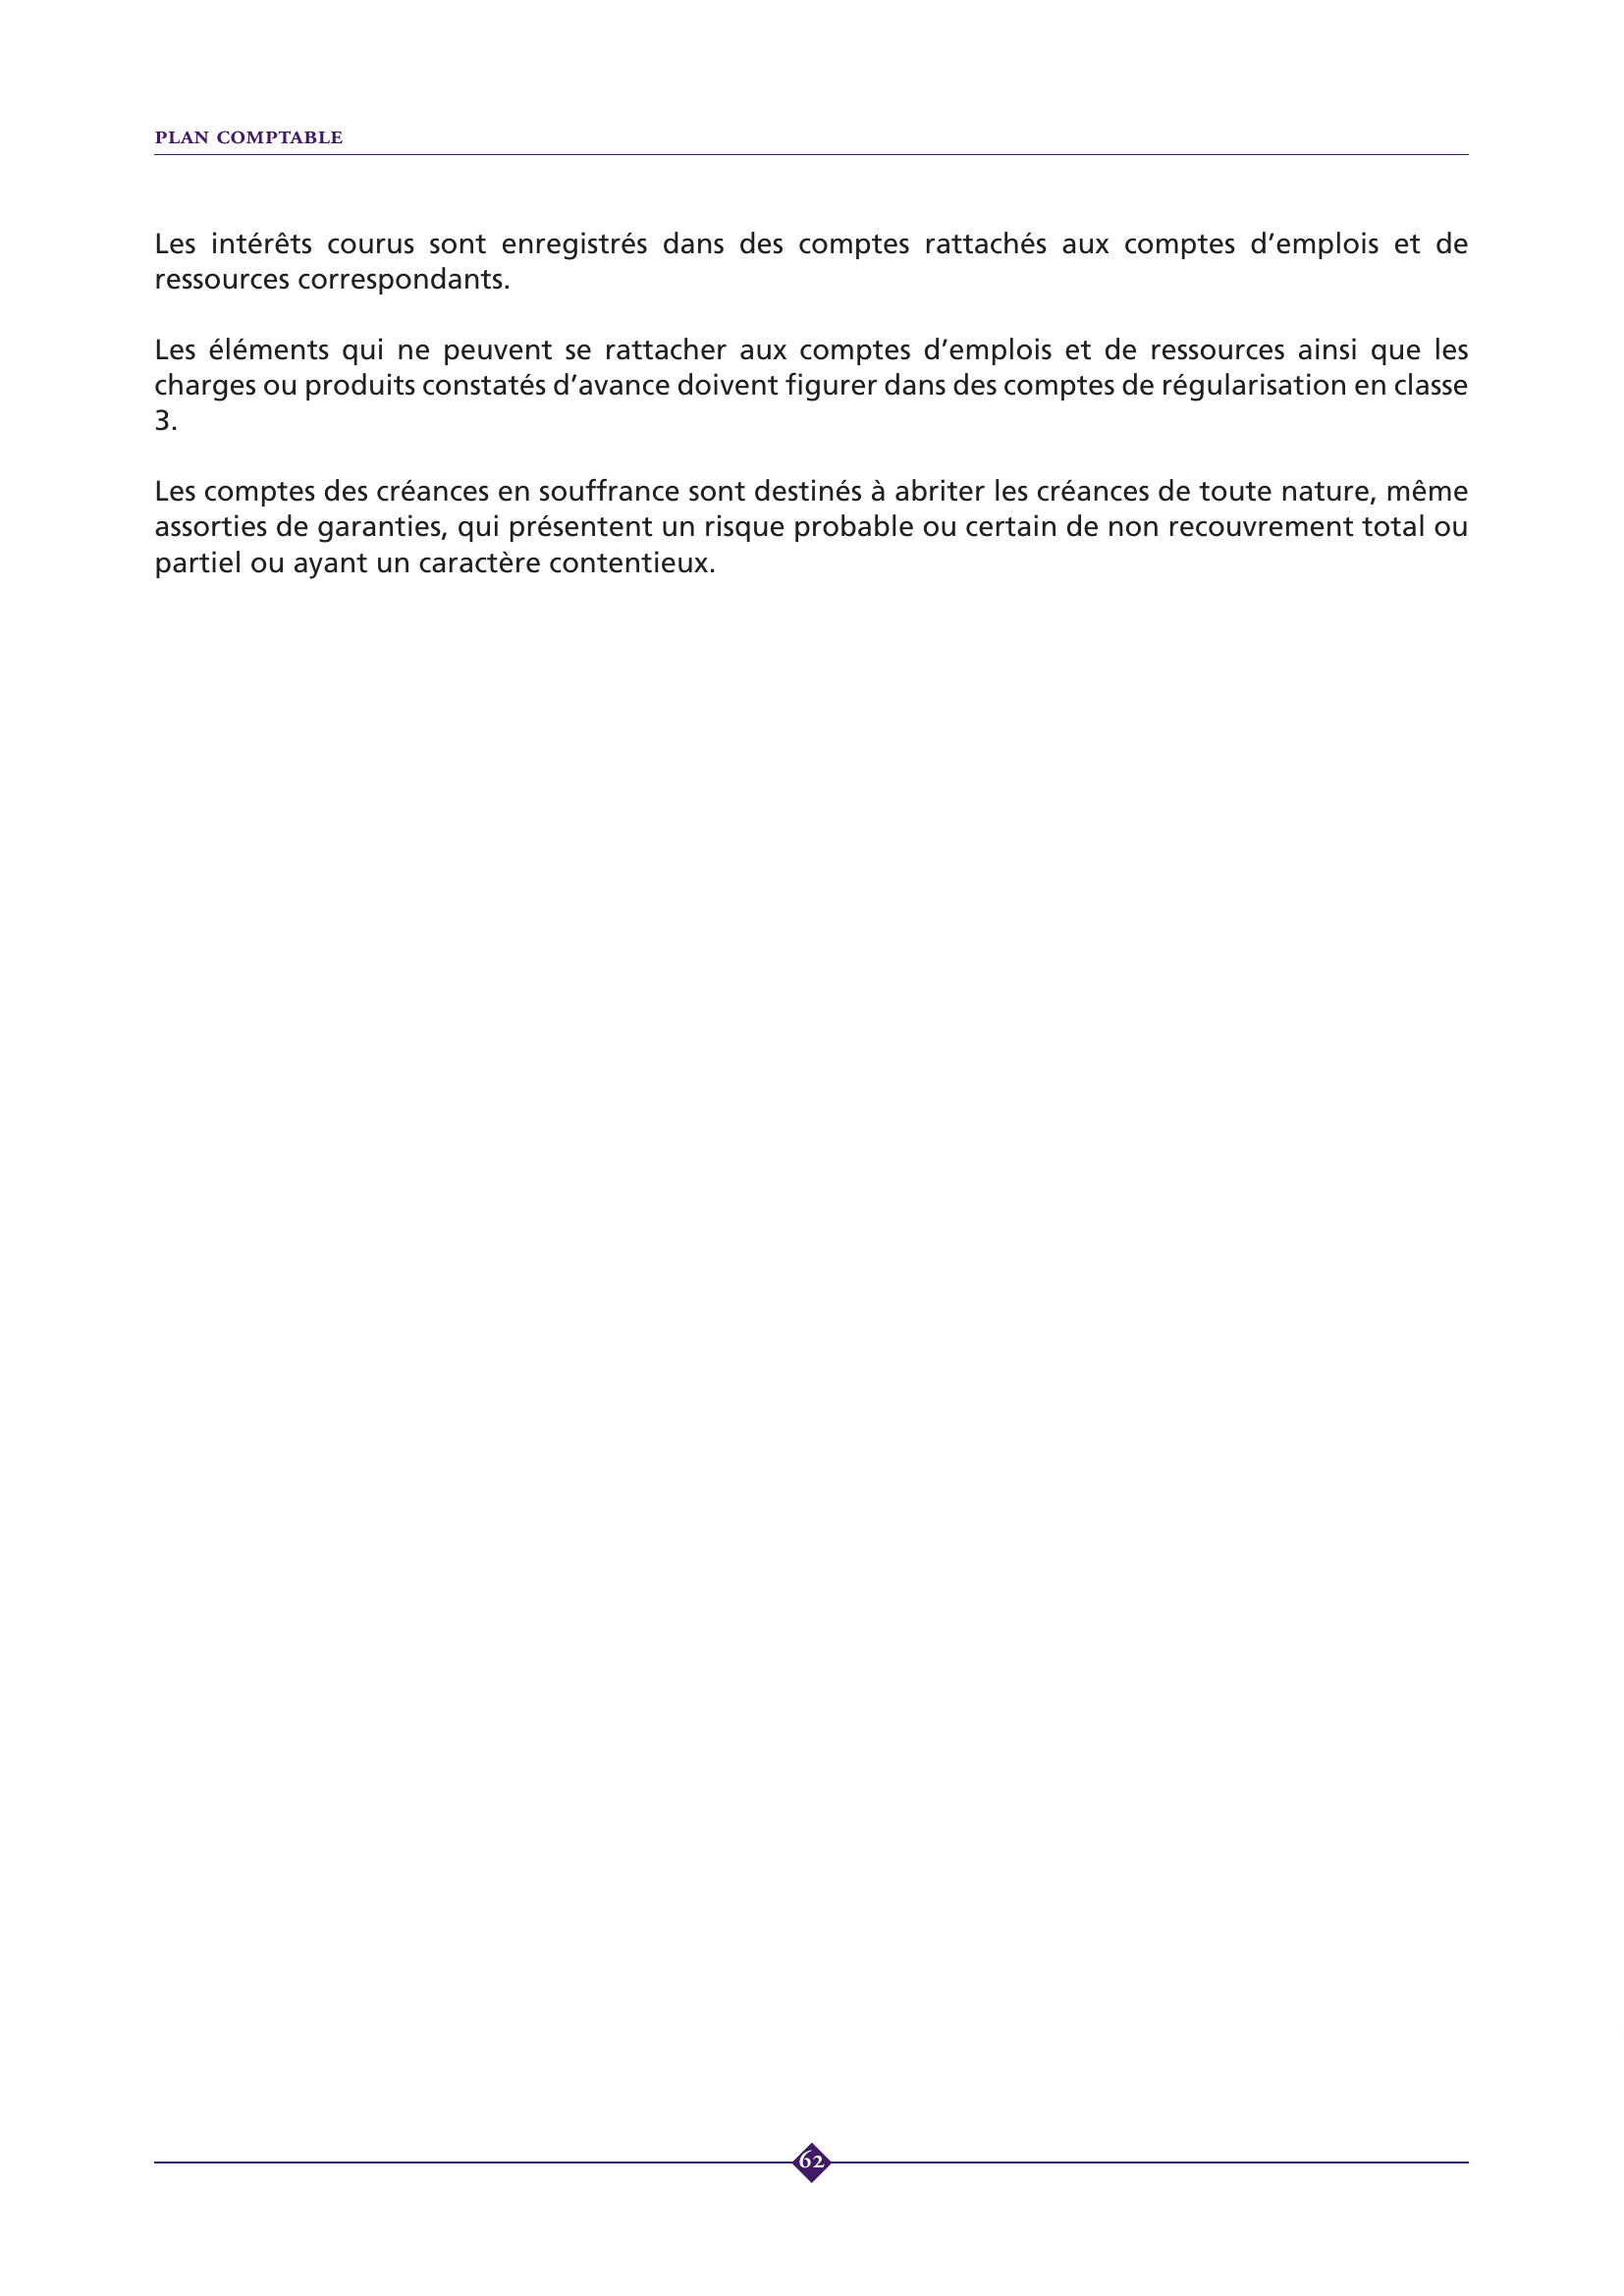 PLAN COMPTABLE
Les intérêts courus sont enregistrés dans des comptes rattachés aux comptes d’emplois et de
ressources correspondants.
Les éléments qui ne peuvent se rattacher aux comptes d’emplois et de ressources ainsi que les
charges ou produits constatés d’avance doivent figurer dans des comptes de régularisation en classe
3.
Les comptes des créances en souffrance sont destinés à abriter les créances de toute nature, même
assorties de garanties, qui présentent un risque probable ou certain de non recouvrement total ou
partiel ou ayant un caractère contentieux.
62